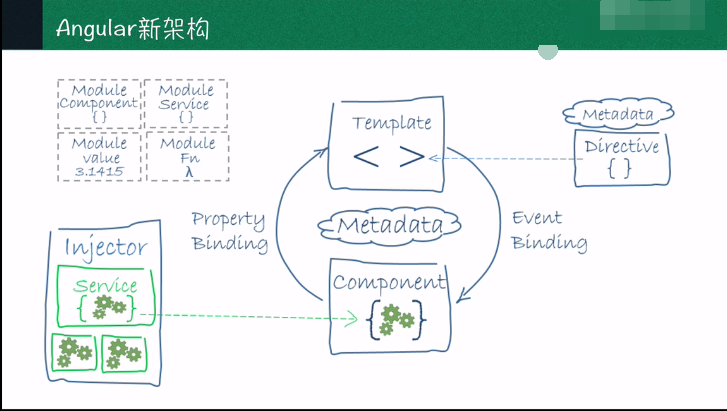 Angular新架构
Module
Component
{ }
Module
Service
{ }
Module
value
3.1415
Module
Fn
λ
Template
< >
Metadata
Directive
{ }
Property
Binding
Metadata
Event
Binding
Injector
Service
{ }
Component
{ }